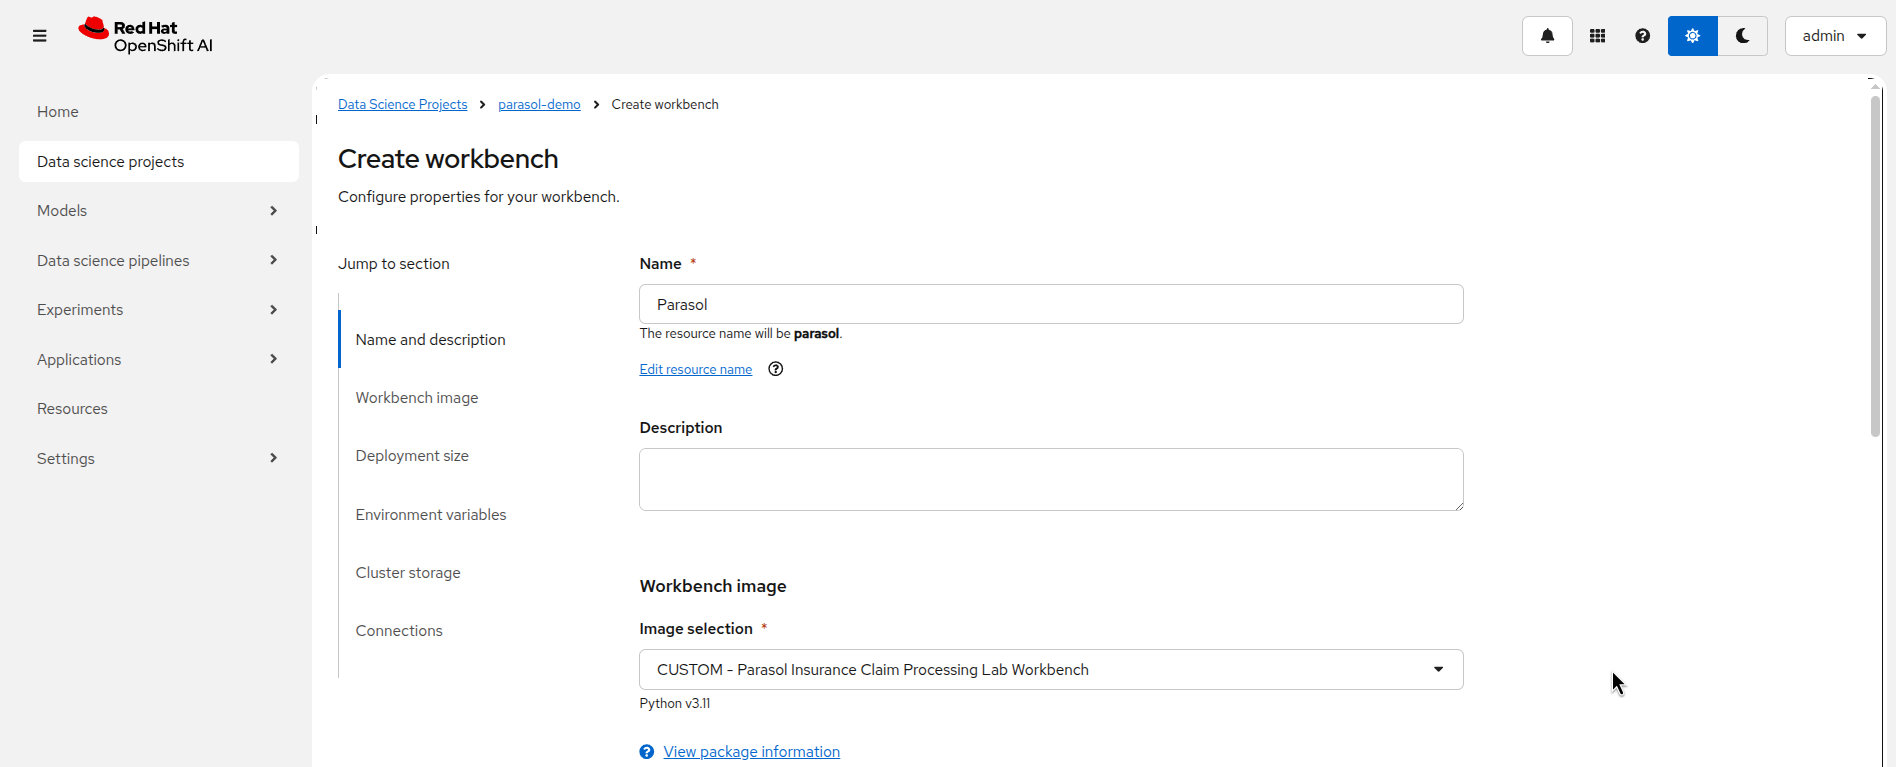 Red Hat
OpenShift AI
admin
Home
Data science projects
Models
Data science pipelines
Experiments
Applications
Resources
Settings
Data Science Projects > parasol-demo > Create workbench
Create workbench
Configure properties for your workbench.
Jump to section
Name and description
Workbench image
Deployment size
Environment variables
Cluster storage
Connections
Name *
Parasol
The resource name will be parasol.
Edit resource name
Description
Workbench image
Image selection *
CUSTOM - Parasol Insurance Claim Processing Lab Workbench
Python v3.11
View package information